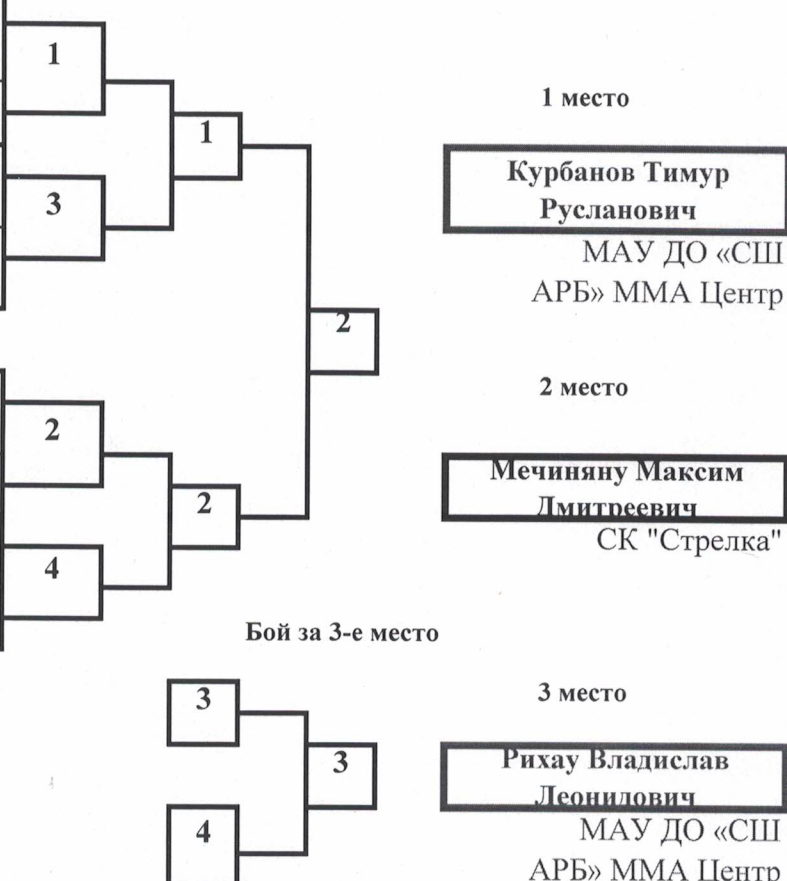 1
1
3
2
2
2
4
1 место
Курбанов Тимур
Русланович
МАУ ДО «СШ
АРБ» ММА Центр
2 место
Мечиняну Максим
Дмитреевич
СК "Стрелка"
Бой за 3-е место
3
3
4
3 место
Рихау Владислав
Леонидович
МАУ ДО «СШ
АРБ» ММА Центр